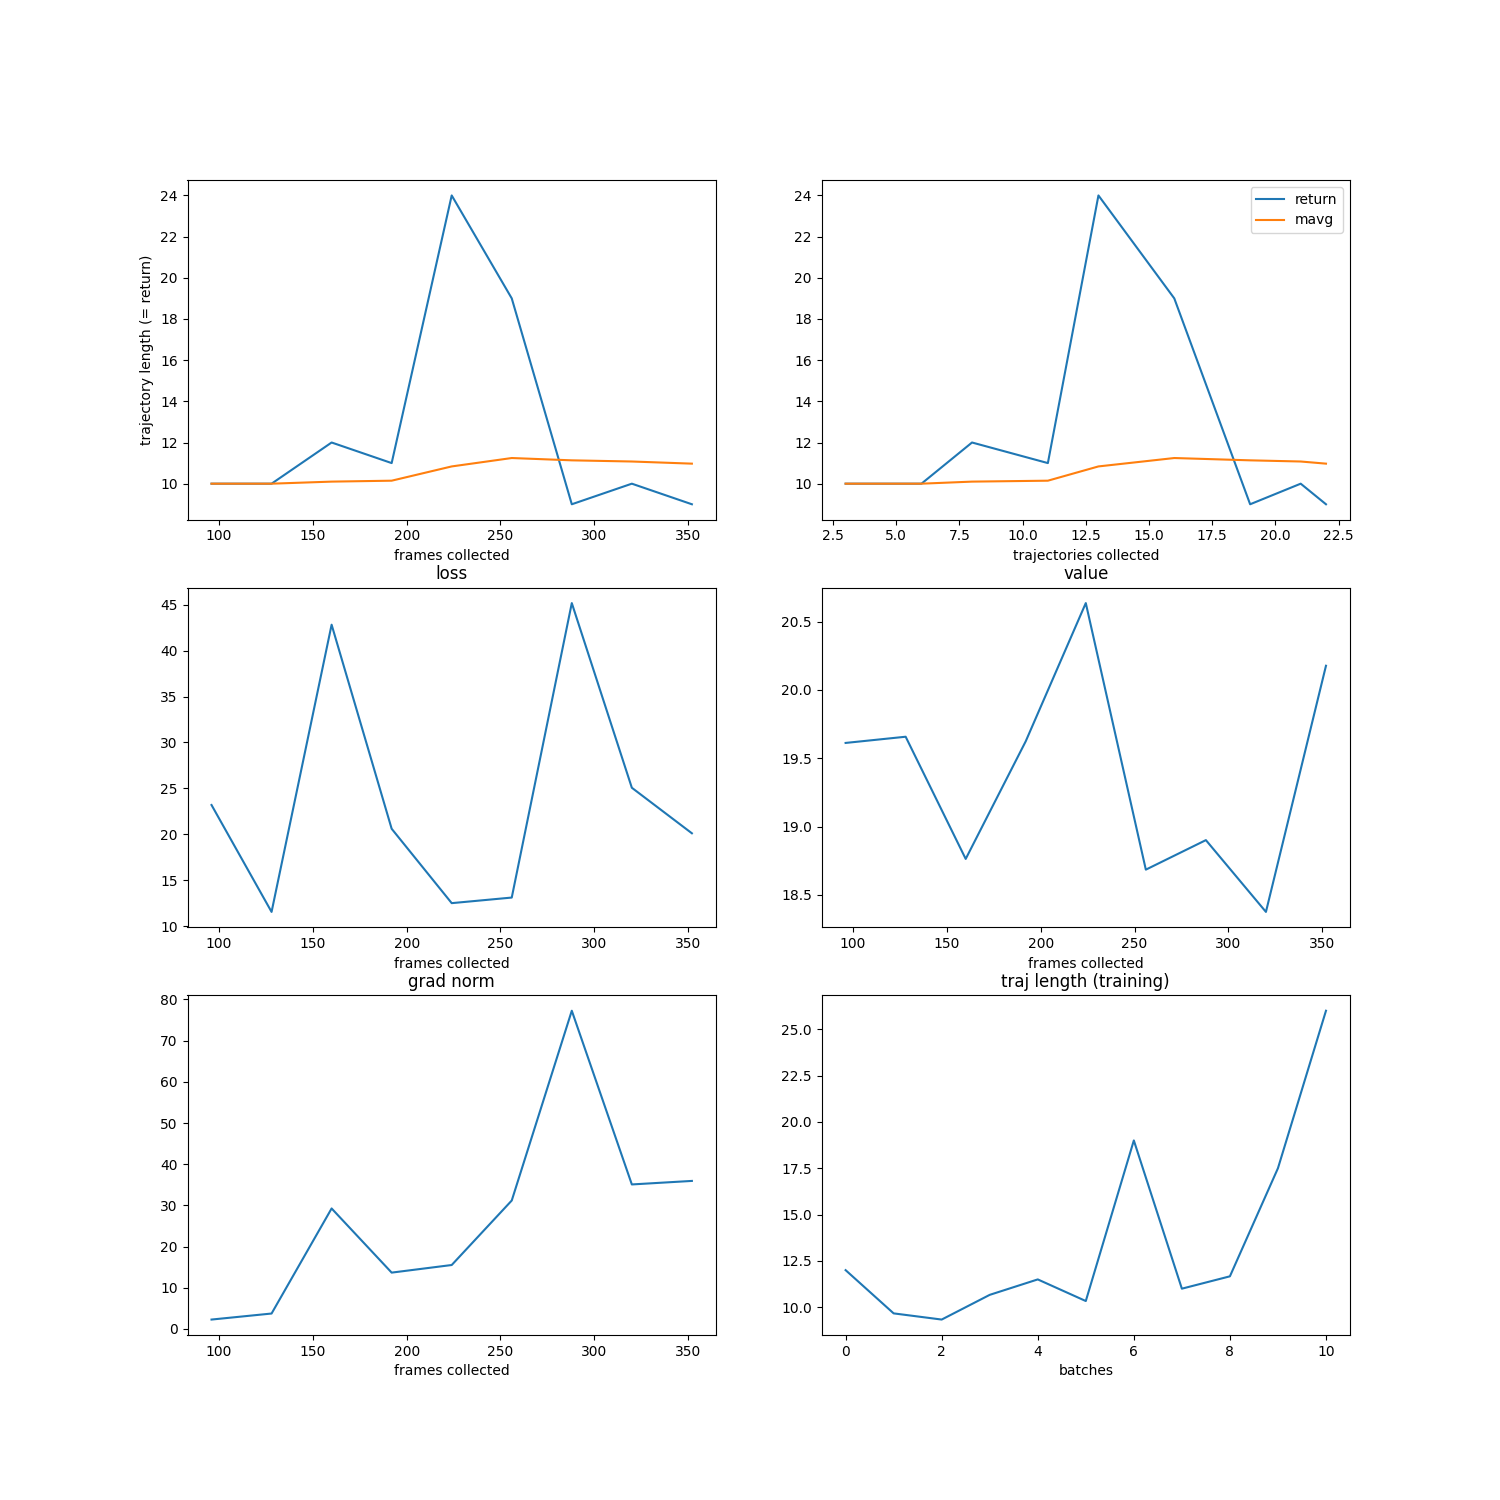 trajectory length (= return)
24
22
20
18
16
14
12
10
100 150 200 250 300 350
frames collected
24
22
20
18
16
14
12
10
return
mavg
2.5 5.0 7.5 10.0 12.5 15.0 17.5 20.0 22.5
trajectories collected
loss
45
40
35
30
25
20
15
10
100 150 200 250 300 350
frames collected
value
20.5
20.0
19.5
19.0
18.5
100 150 200 250 300 350
frames collected
grad norm
80
70
60
50
40
30
20
10
0
100 150 200 250 300 350
frames collected
traj length (training)
25.0
22.5
20.0
17.5
15.0
12.5
10.0
0 2 4 6 8 10
batches